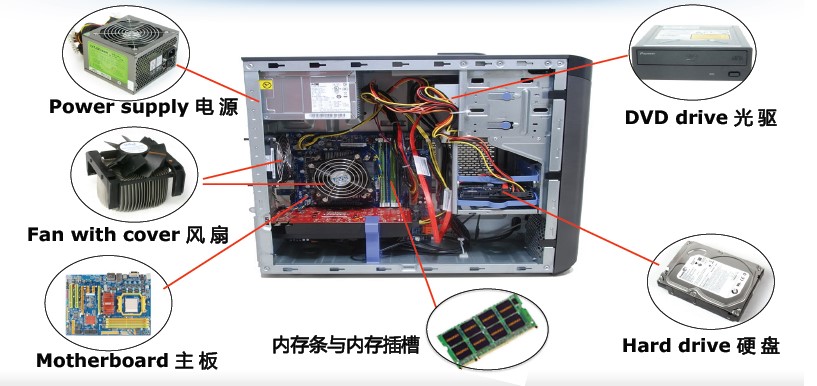 Power supply 电源
DVD drive 光驱
Fan with cover 风扇
Motherboard 主板
内存条与内存插槽
Hard drive 硬盘